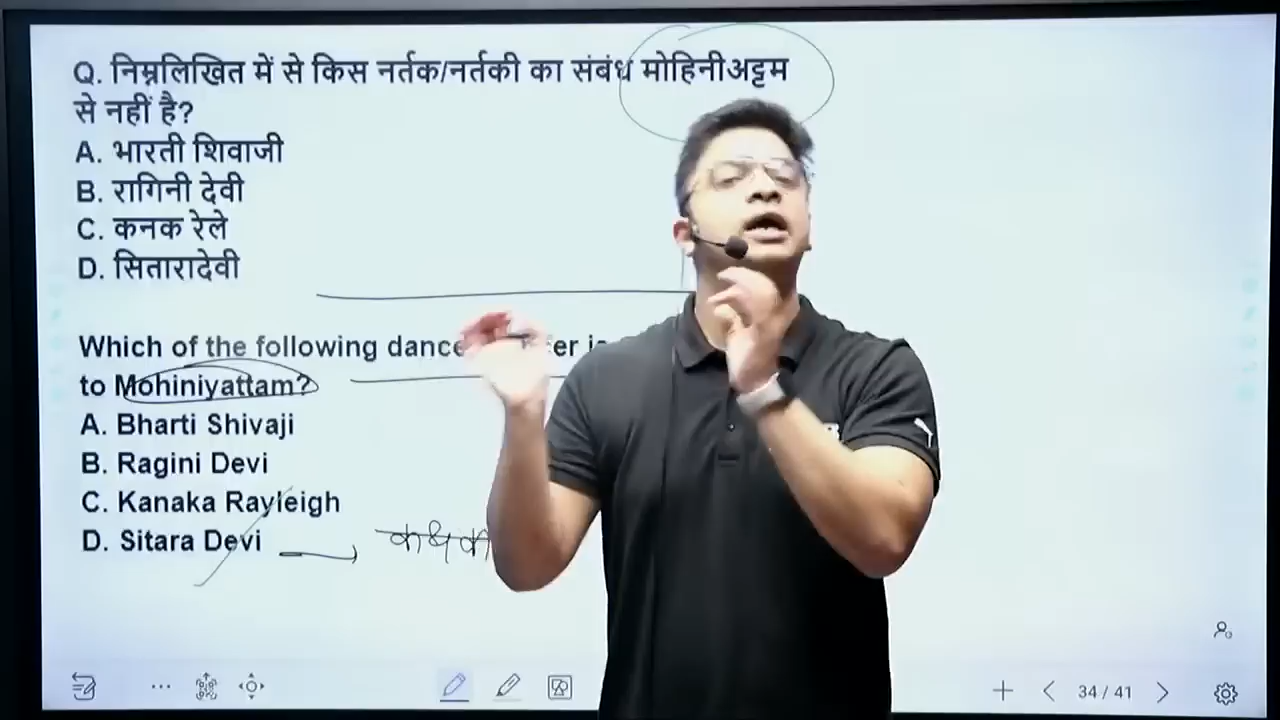 Q. निम्नलिखित में से किस नर्तक/नर्तकी का संबंध मोहिनीअट्टम
से नहीं है?
A. भारती शिवाजी
B. रागिनी देवी
C. कनक रेले
D. सितारादेवी
Which of the following dance
to Mohiniyattam?
A. Bharti Shivaji
B. Ragini Devi
C. Kanaka Rayleigh
D. Sitara Devi
34 / 41